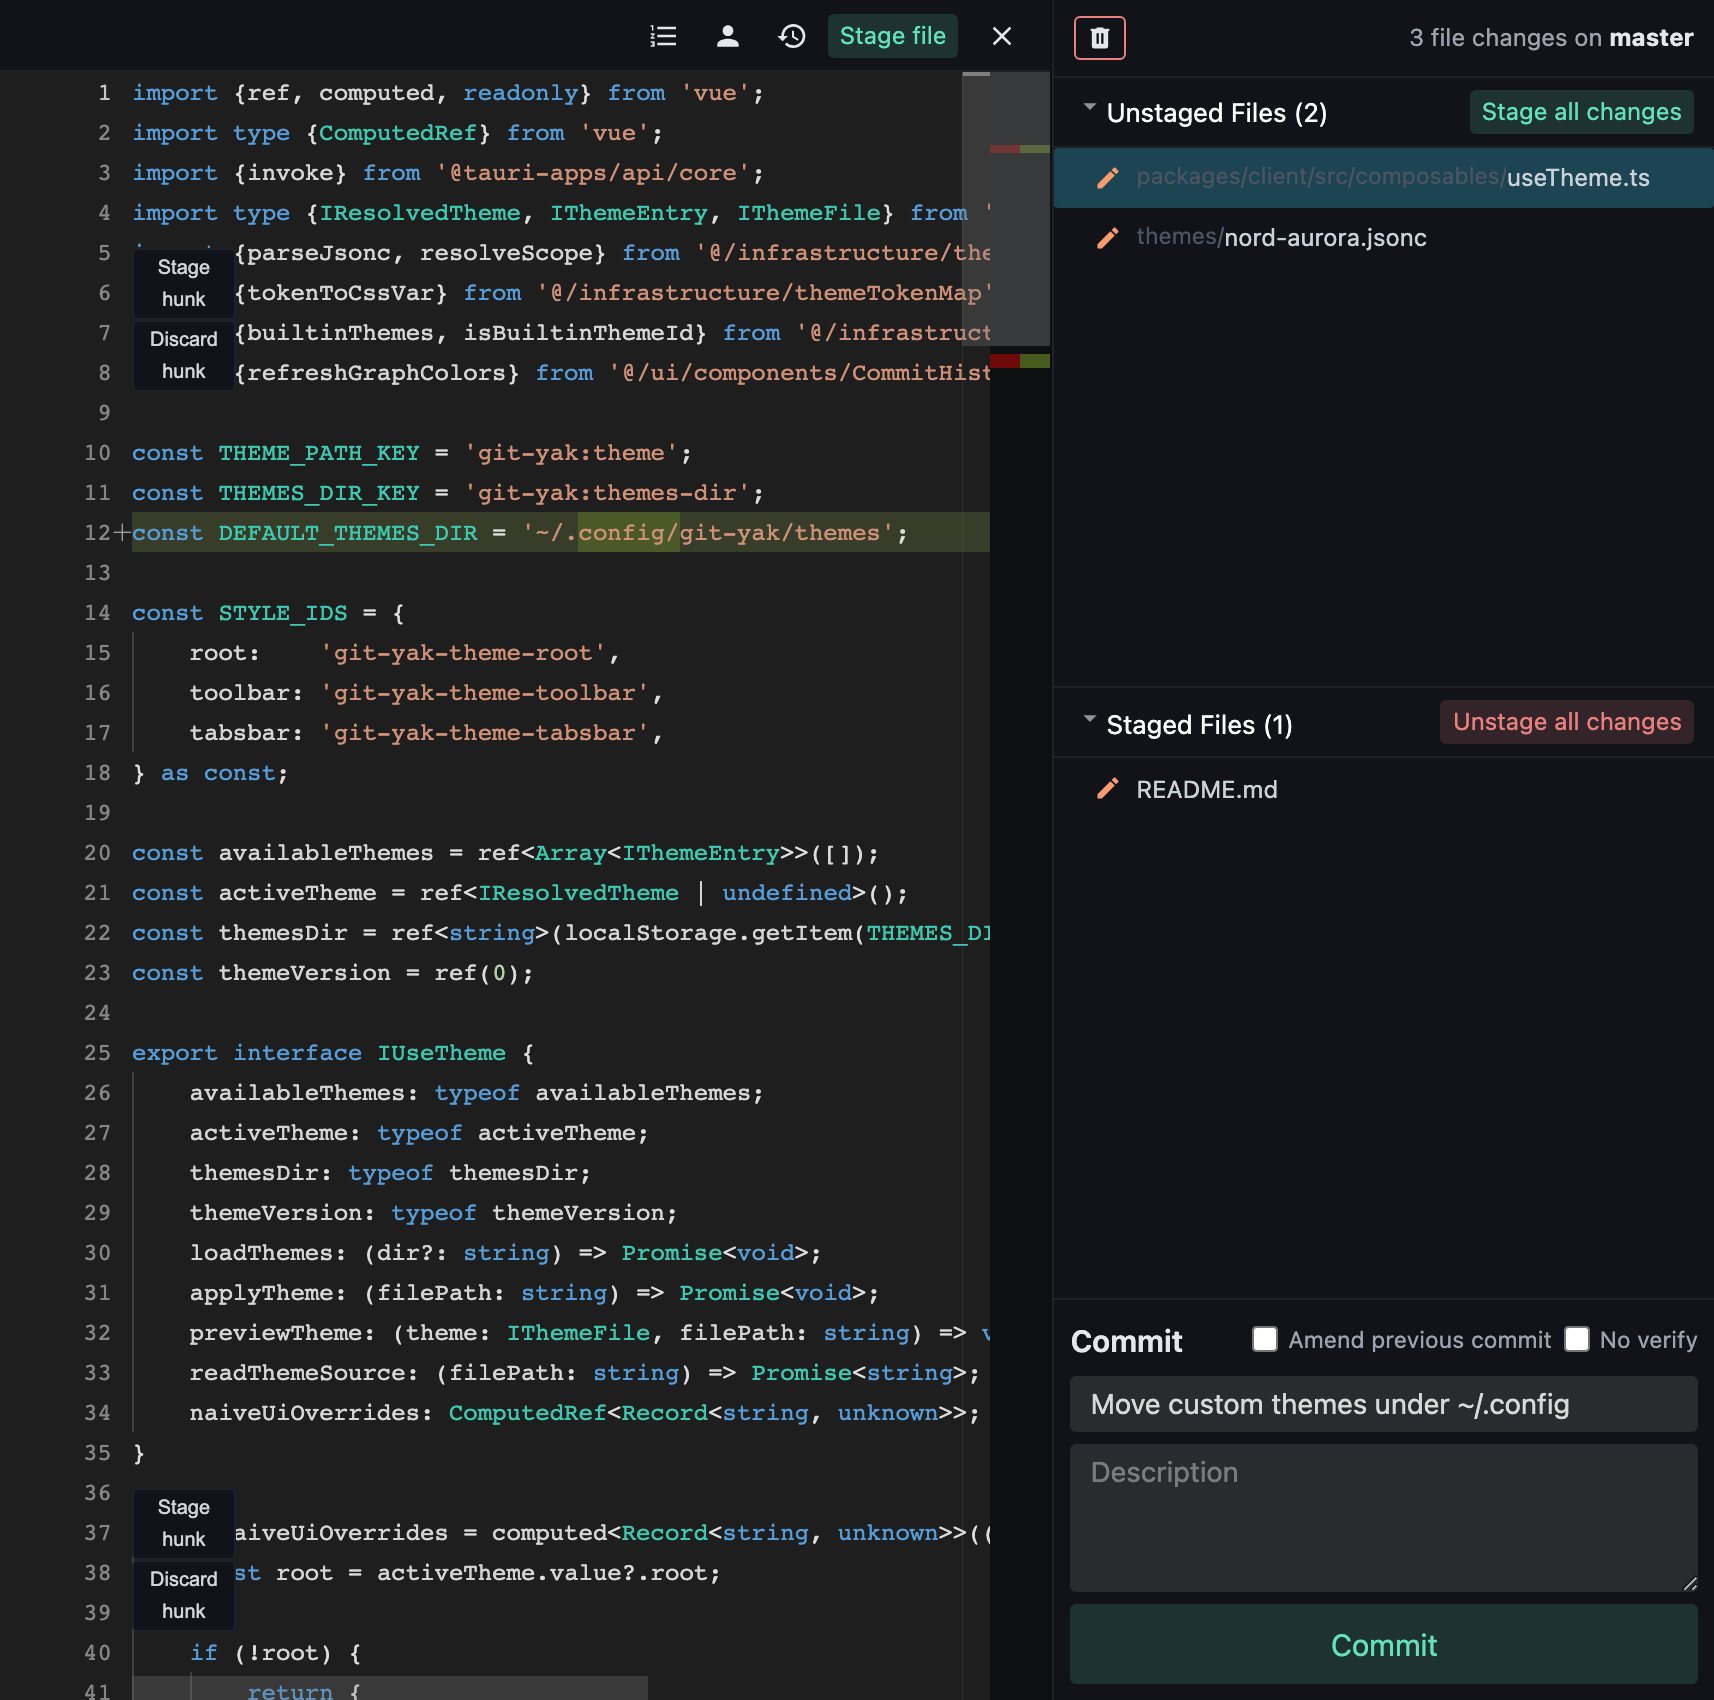 Stage file
3 file changes on master
1 import {ref, computed, readonly} from 'vue';
2 import type {ComputedRef} from 'vue';
3 import {invoke} from '@tauri-apps/api/core';
4 import type {IResolvedTheme, IThemeEntry, IThemeFile} from '
5 {parseJsonc, resolveScope} from '@/infrastructure/the
6 {tokenToCssVar} from '@/infrastructure/themeTokenMap'
7 {builtinThemes, isBuiltinThemeId} from '@/infrastruct
8 {refreshGraphColors} from '@/ui/components/CommitHist
Stage
hunk
Discard
hunk
9
10 const THEME_PATH_KEY = 'git-yak:theme';
11 const THEMES_DIR_KEY = 'git-yak:themes-dir';
12+const DEFAULT_THEMES_DIR = '~/.config/git-yak/themes';
13
14 const STYLE_IDS = {
15     root:    'git-yak-theme-root',
16     toolbar: 'git-yak-theme-toolbar',
17     tabsbar: 'git-yak-theme-tabsbar',
18 } as const;
19
20 const availableThemes = ref<Array<IThemeEntry>>([]);
21 const activeTheme = ref<IResolvedTheme | undefined>();
22 const themesDir = ref<string>(localStorage.getItem(THEMES_DI
23 const themeVersion = ref(0);
24
25 export interface IUseTheme {
26     availableThemes: typeof availableThemes;
27     activeTheme: typeof activeTheme;
28     themesDir: typeof themesDir;
29     themeVersion: typeof themeVersion;
30     loadThemes: (dir?: string) => Promise<void>;
31     applyTheme: (filePath: string) => Promise<void>;
32     previewTheme: (theme: IThemeFile, filePath: string) => v
33     readThemeSource: (filePath: string) => Promise<string>;
34     naiveUiOverrides: ComputedRef<Record<string, unknown>>;
35 }
36
37 aiveUiOverrides = computed<Record<string, unknown>>((
38 st root = activeTheme.value?.root;
Stage
hunk
Discard
hunk
39
40     if (!root) {
41         return {
Unstaged Files (2)
Stage all changes
packages/client/src/composables/useTheme.ts
themes/nord-aurora.jsonc
Staged Files (1)
Unstage all changes
README.md
Commit
Amend previous commit
No verify
Move custom themes under ~/.config
Description
Commit